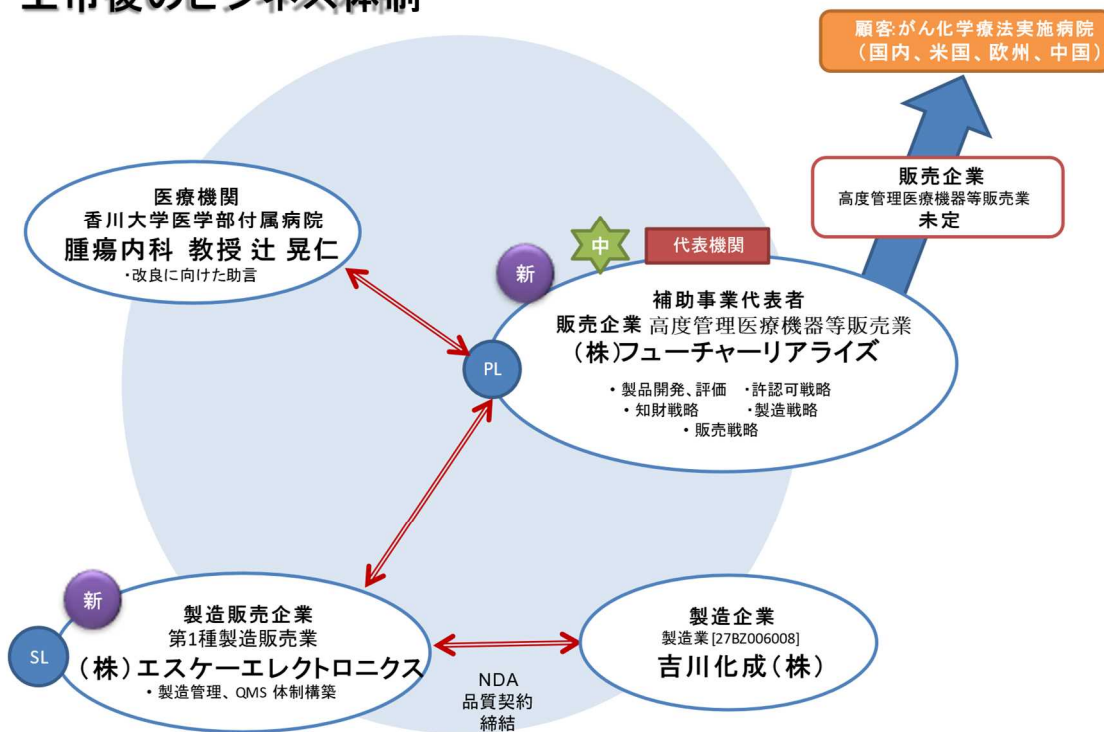 上市後のビジネス体制
顧客:がん化学療法実施病院
（国内、米国、欧州、中国）
販売企業
高度管理医療機器等販売業
未定
医療機関
香川大学医学部付属病院
腫瘍内科 教授 辻 晃仁
・改良に向けた助言
中
代表機関
新
補助事業代表者
販売企業 高度管理医療機器等販売業
（株）フューチャーリアライズ
PL
・製品開発、評価 ・許認可戦略
・知財戦略 ・製造戦略
・販売戦略
新
SL
製造販売企業
第1種製造販売業
（株）エスケーエレクトロニクス
・製造管理、QMS 体制構築
NDA
品質契約
締結
製造企業
製造業[27BZ006008]
吉川化成（株）